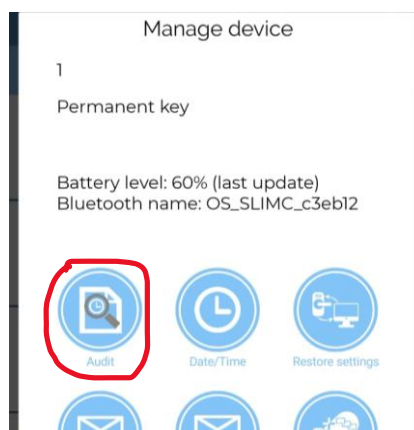 Manage device
1
Permanent key
Battery level: 60% (last update)
Bluetooth name: OS_SLIMC_c3eb12
Audit
Date/Time
Restore settings